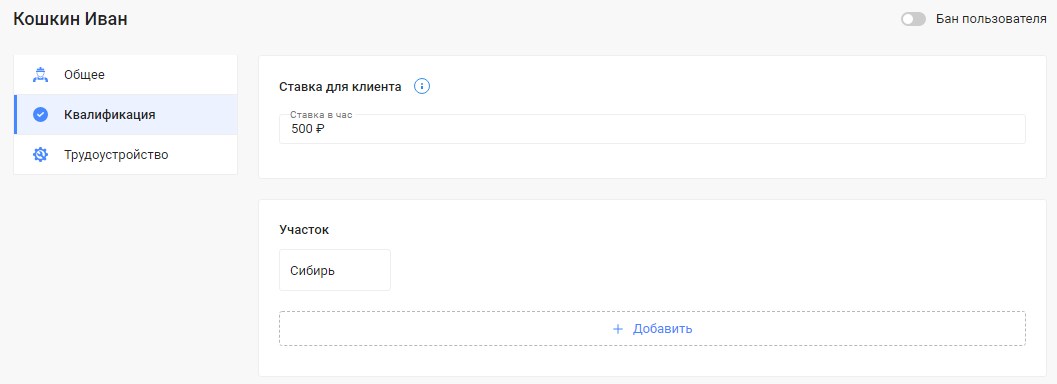 Кошкин Иван
Бан пользователя
Общее
Квалификация
Трудоустройство
Ставка для клиента
Ставка в час
500 ₽
Участок
Сибирь
+ Добавить